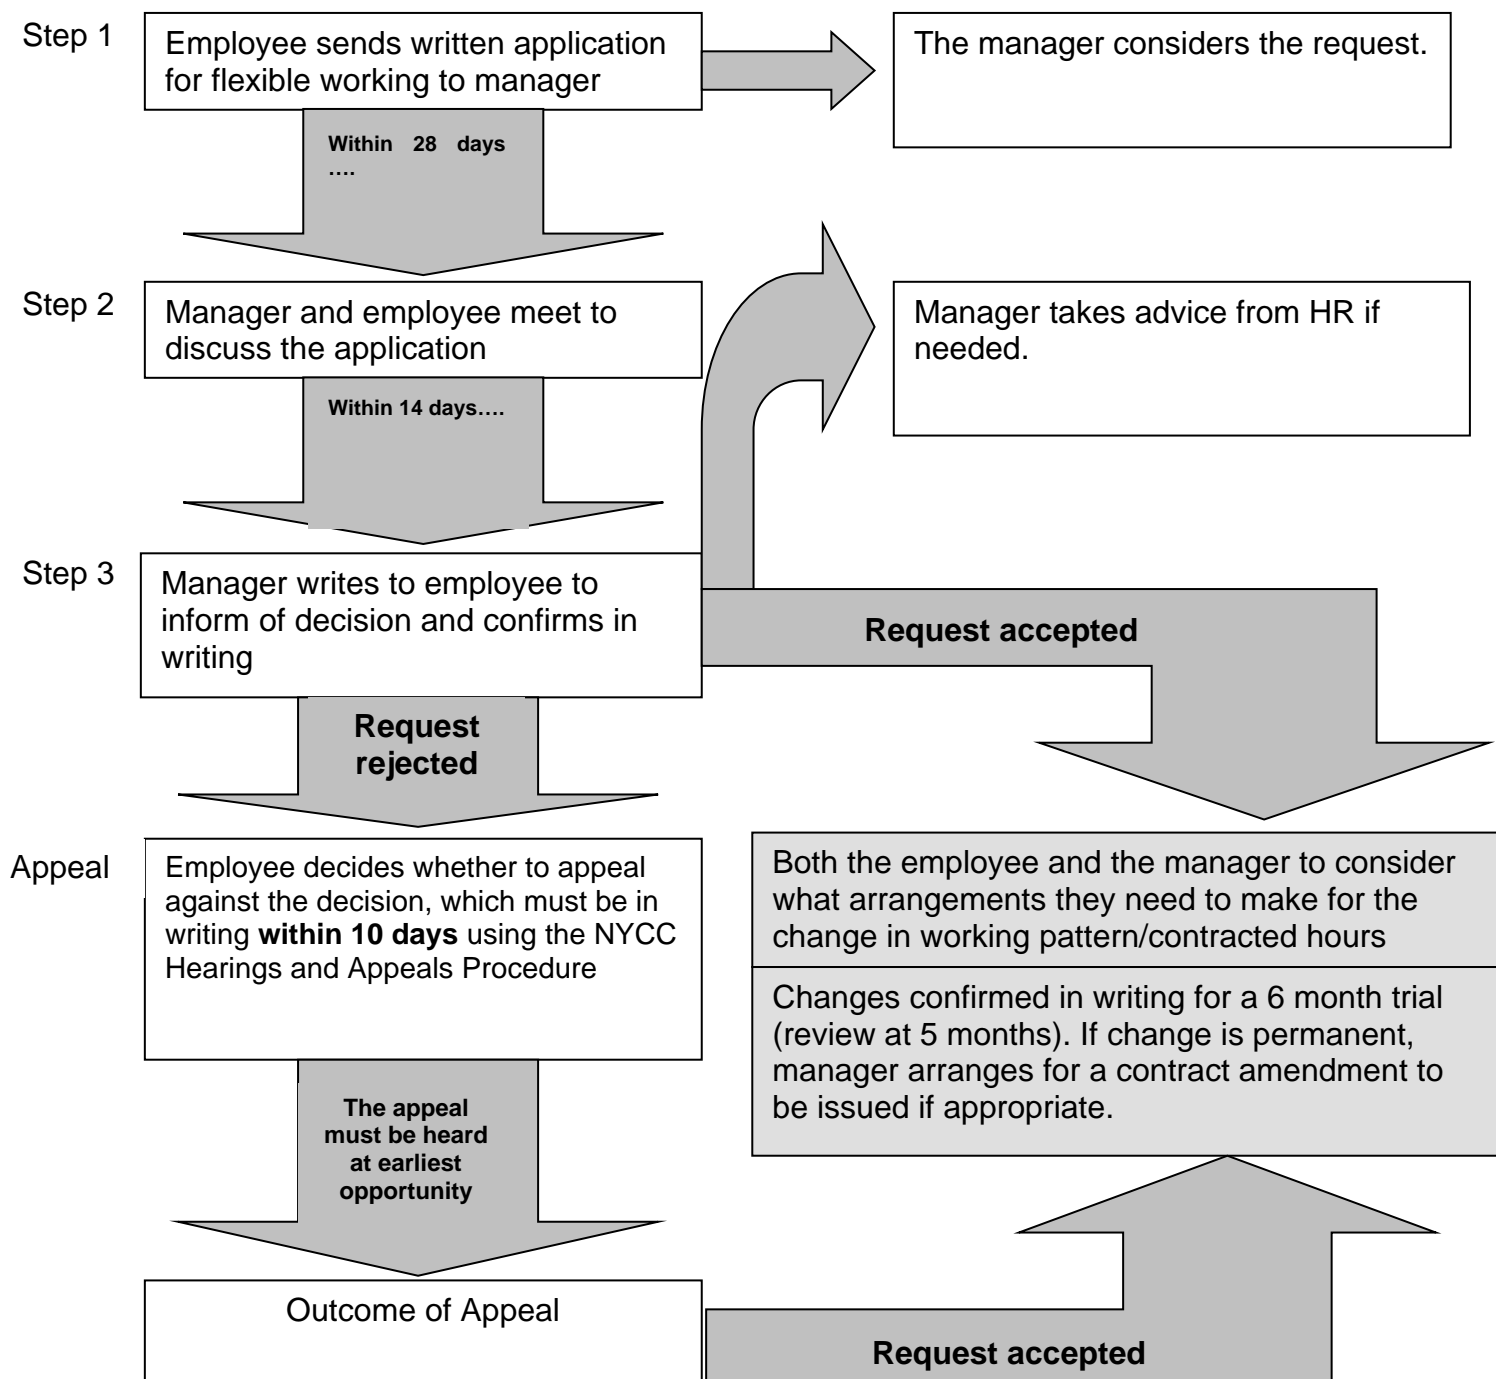 Step 1
Employee sends written application
for flexible working to manager
The manager considers the request.
Within 28 days
....
Step 2
Manager and employee meet to
discuss the application
Manager takes advice from HR if
needed.
Within 14 days....
Step 3
Manager writes to employee to
inform of decision and confirms in
writing
Request accepted
Request
rejected
Appeal
Employee decides whether to appeal
against the decision, which must be in
writing within 10 days using the NYCC
Hearings and Appeals Procedure
Both the employee and the manager to consider
what arrangements they need to make for the
change in working pattern/contracted hours
Changes confirmed in writing for a 6 month trial
(review at 5 months). If change is permanent,
manager arranges for a contract amendment to
be issued if appropriate.
The appeal
must be heard
at earliest
opportunity
Outcome of Appeal
Request accepted